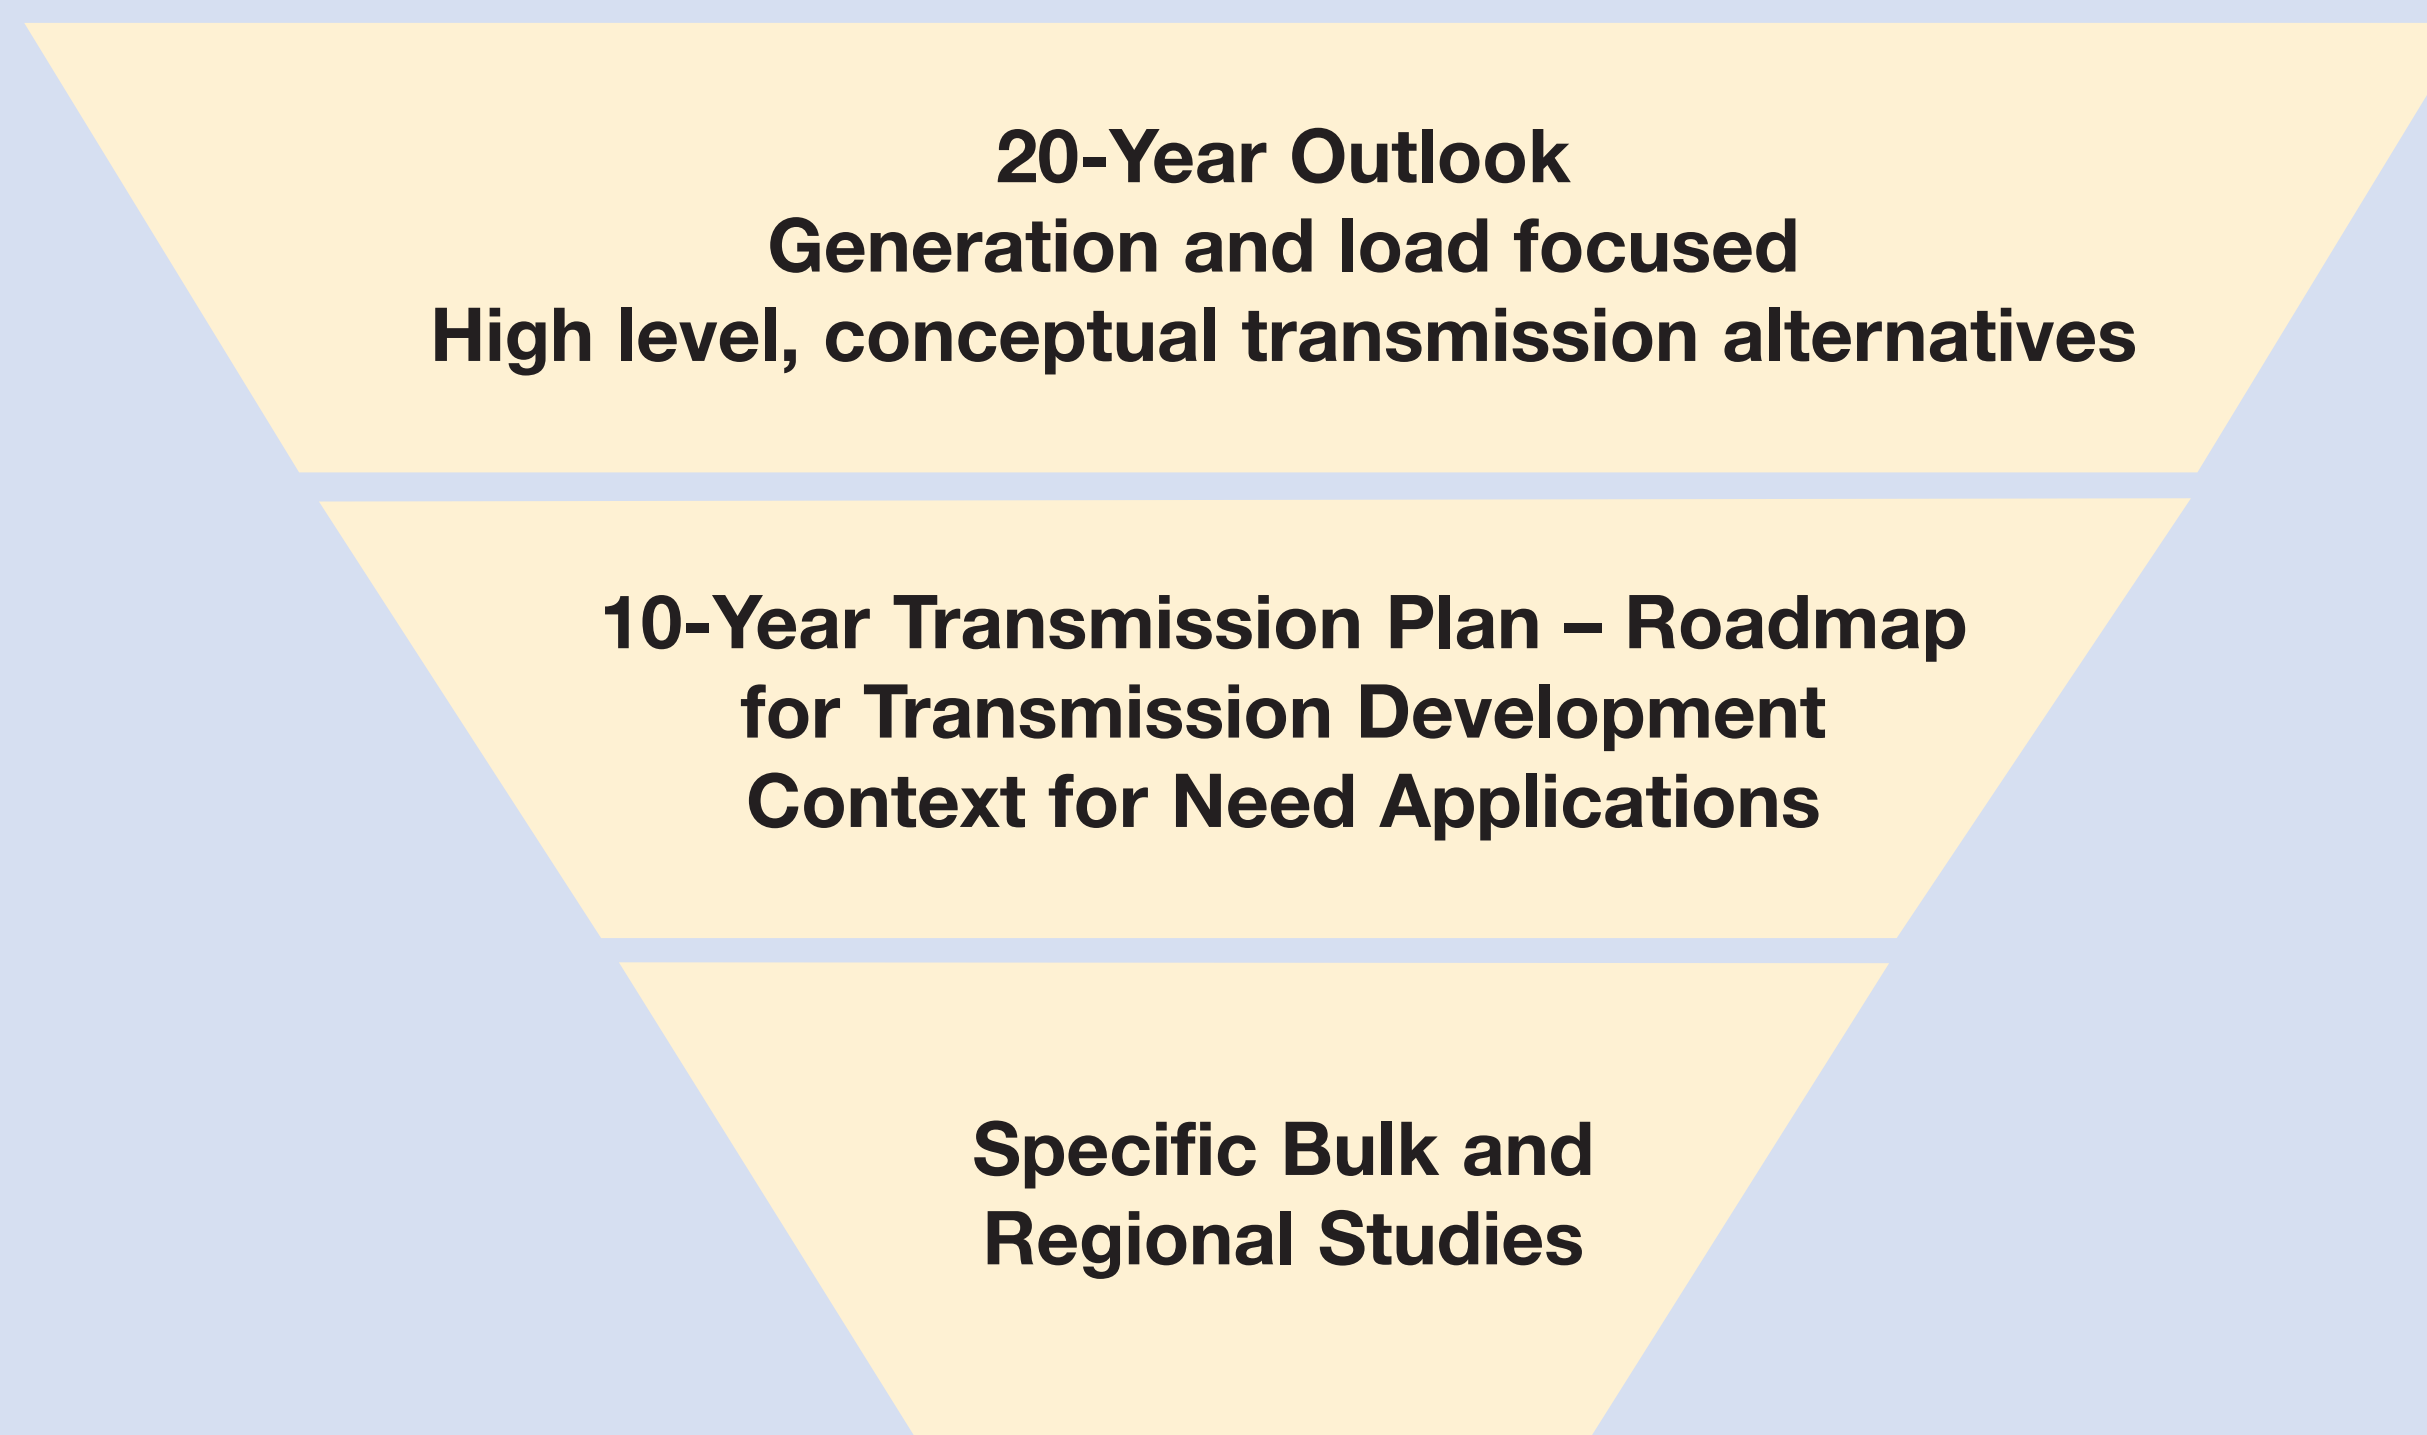 20-Year Outlook
Generation and load focused
High level, conceptual transmission alternatives
10-Year Transmission Plan – Roadmap
for Transmission Development
Context for Need Applications
Specific Bulk and
Regional Studies